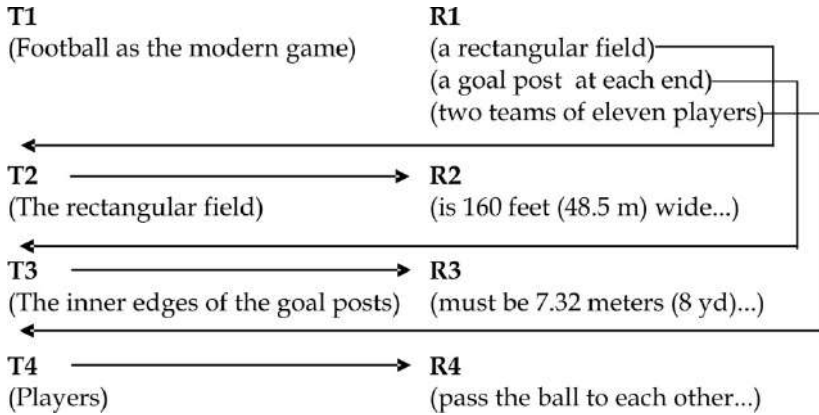 T1 R1
(Football as the modern game) (a rectangular field)
(a goal post at each end)
(two teams of eleven players)
T2 R2
(The rectangular field) (is 160 feet (48.5 m) wide...)
T3 R3
(The inner edges of the goal posts) (must be 7.32 meters (8 yd)...)
T4 R4
(Players) (pass the ball to each other...)